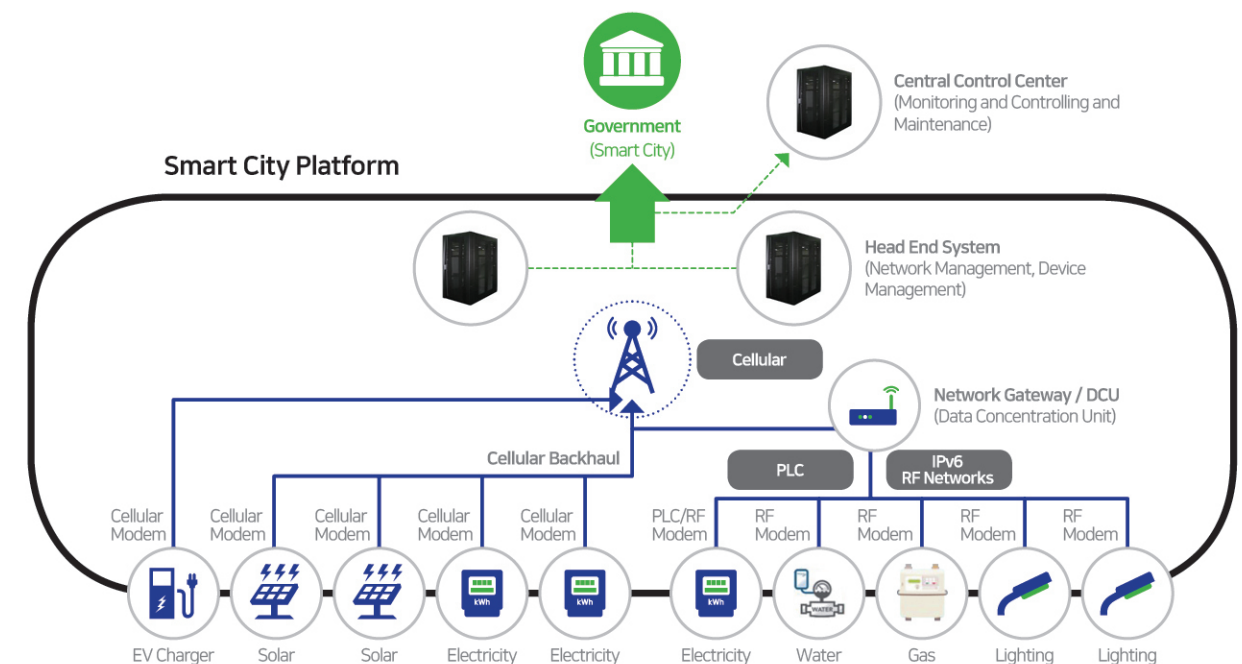 Government
(Smart City)
Central Control Center
(Monitoring and Controlling and
Maintenance)
Smart City Platform
Head End System
(Network Management, Device
Management)
Cellular
Network Gateway / DCU
(Data Concentration Unit)
Cellular Backhaul
PLC
IPv6
RF Networks
Cellular
Modem
Cellular
Modem
Cellular
Modem
Cellular
Modem
Cellular
Modem
PLC/RF
Modem
RF
Modem
RF
Modem
RF
Modem
RF
Modem
kWh
kWh
kWh
WATER
EV Charger
Solar
Solar
Electricity
Electricity
Electricity
Water
Gas
Lighting
Lighting